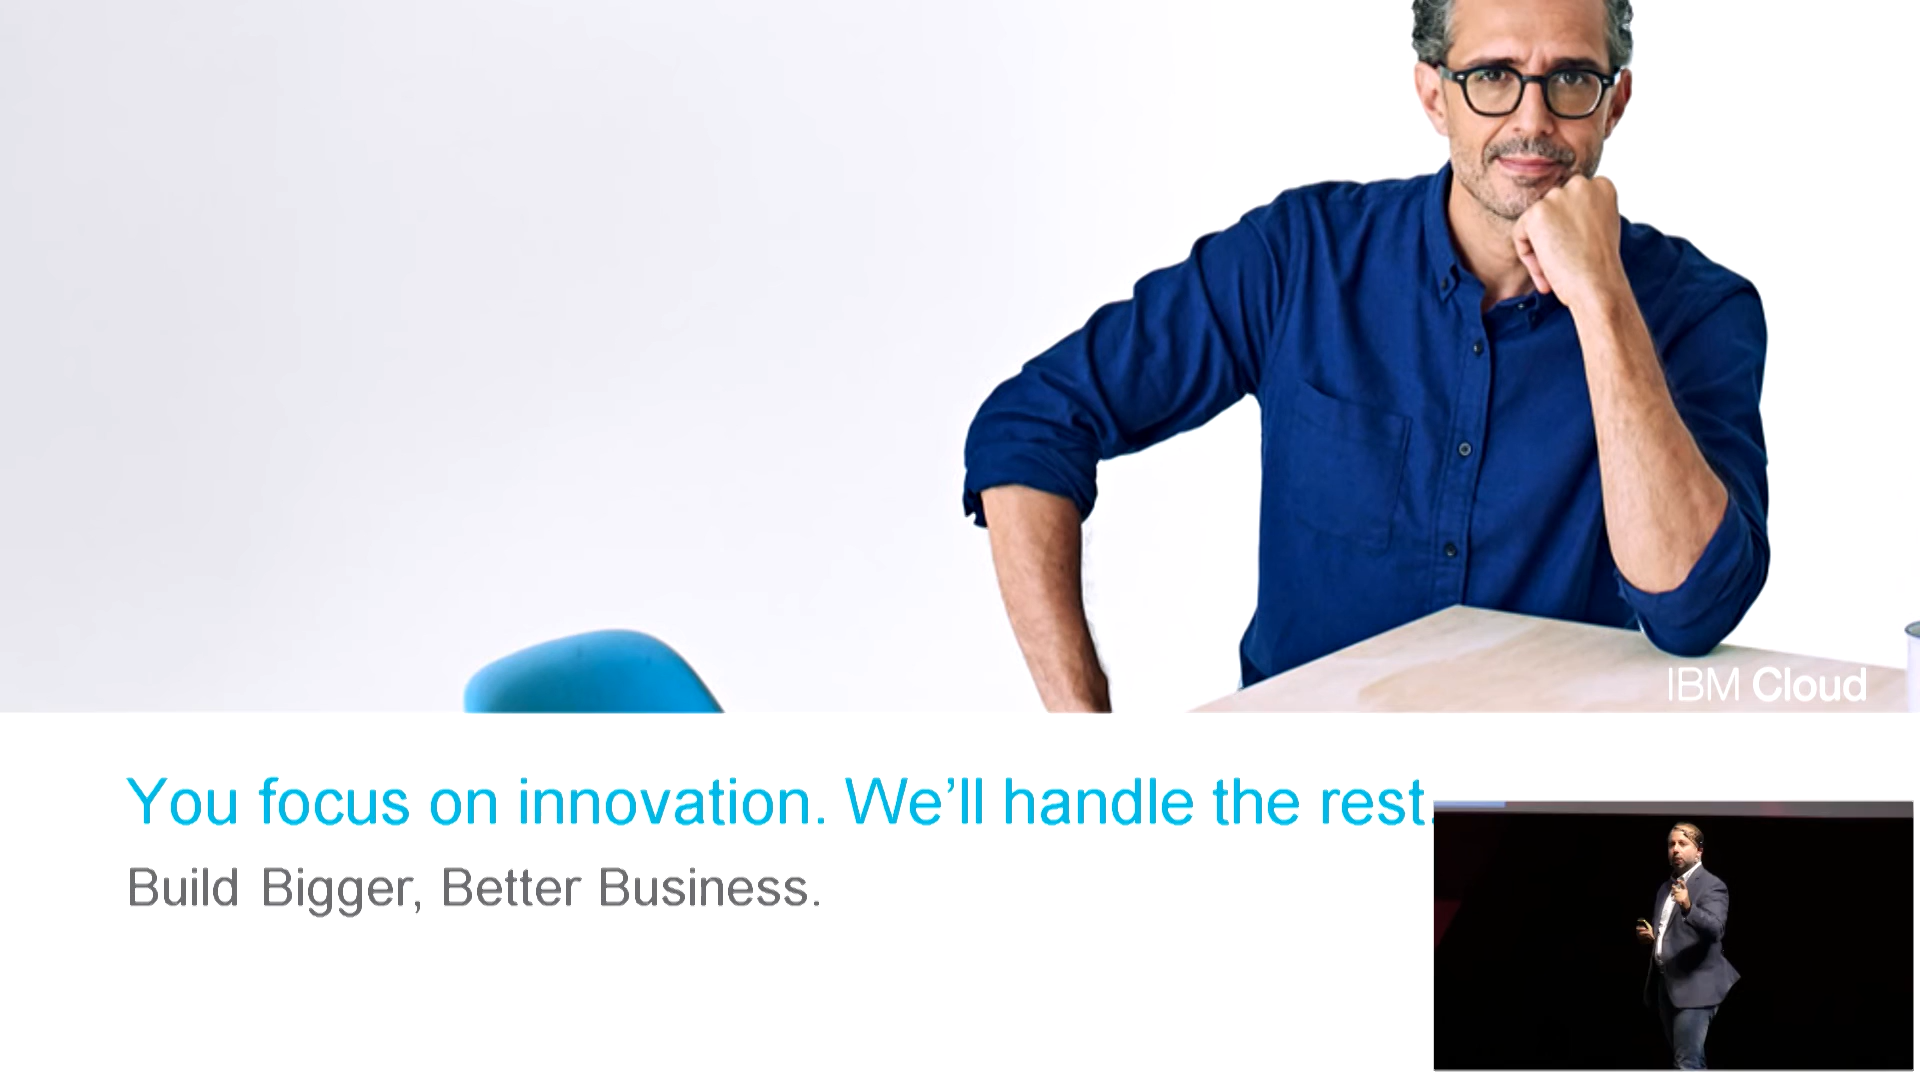 IBM Cloud
You focus on innovation. We’ll handle the rest.
Build Bigger, Better Business.